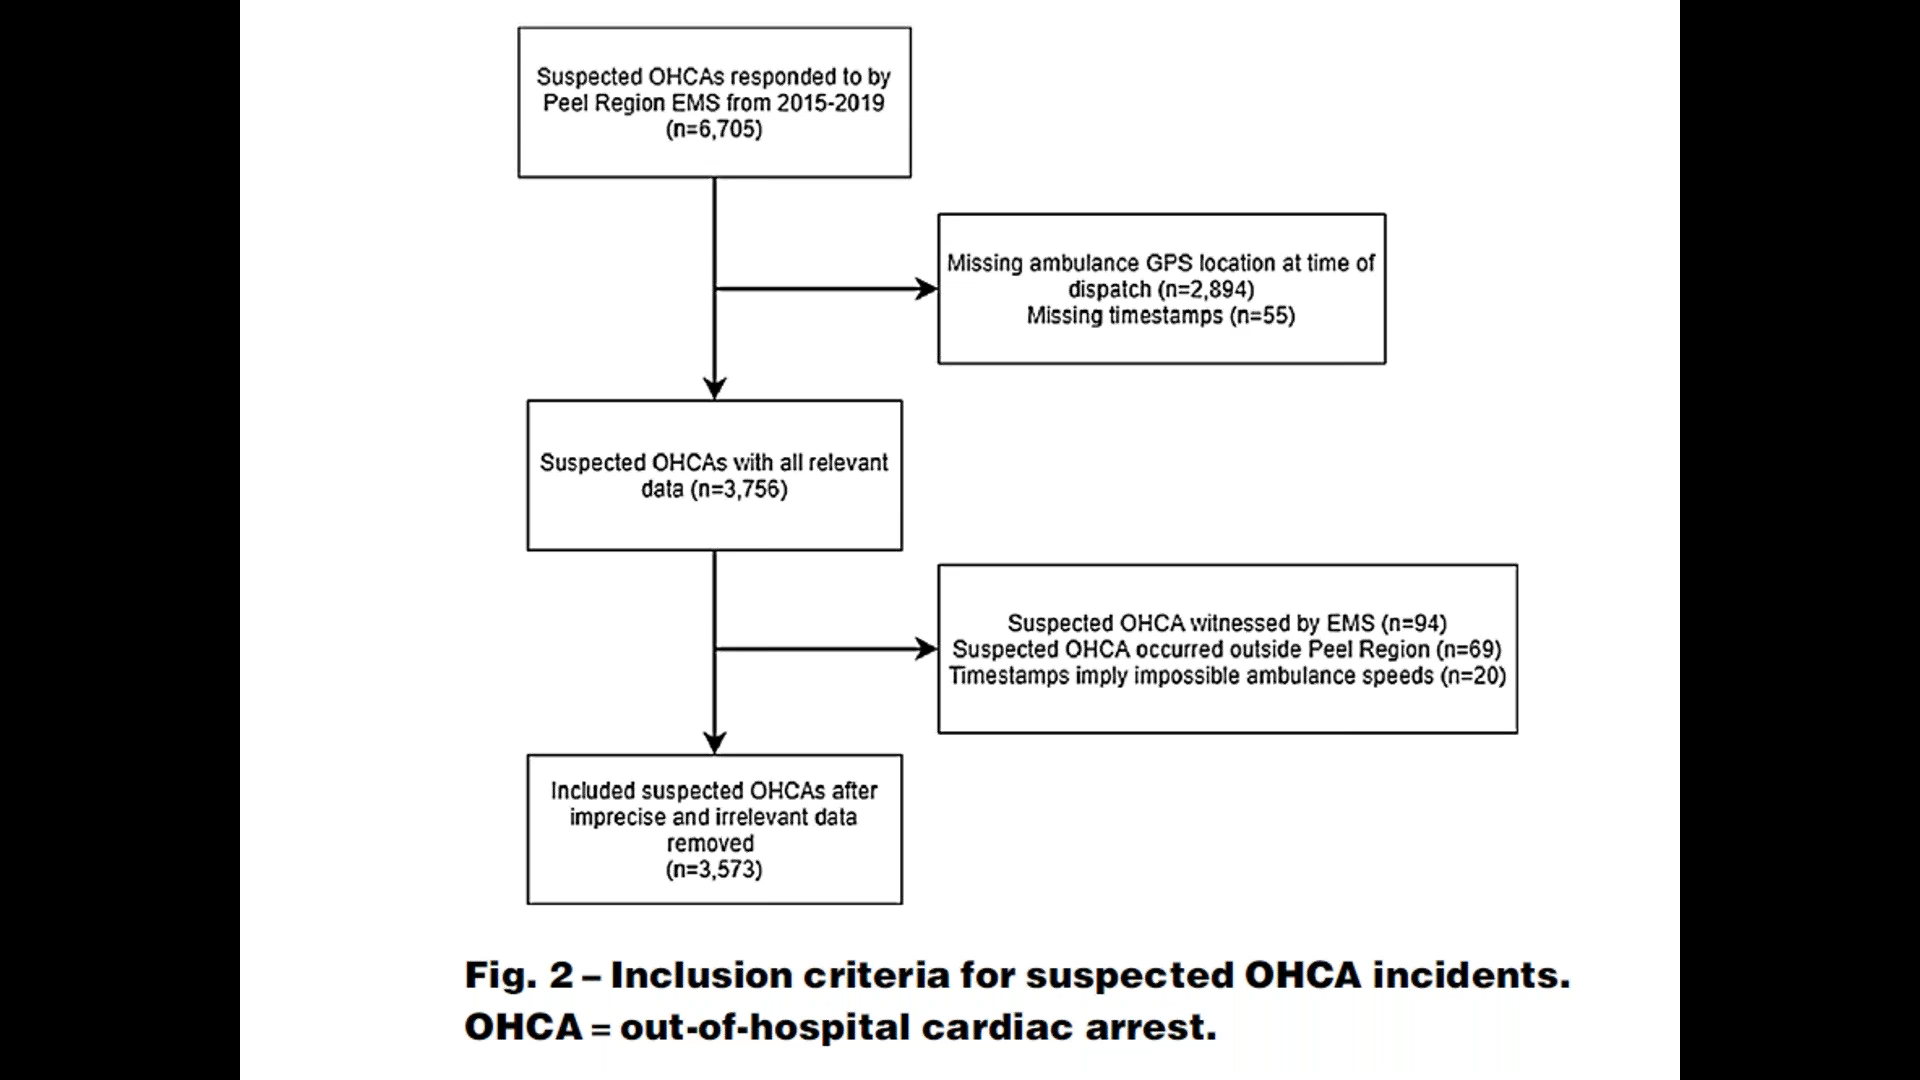 Suspected OHCAs responded to by
Peel Region EMS from 2015-2019
(n=6,705)
Missing ambulance GPS location at time of
dispatch (n=2,894)
Missing timestamps (n=55)
Suspected OHCAs with all relevant
data (n=3,756)
Suspected OHCA witnessed by EMS (n=94)
Suspected OHCA occurred outside Peel Region (n=69)
Timestamps imply impossible ambulance speeds (n=20)
Included suspected OHCAs after
imprecise and irrelevant data
removed
(n=3,573)
Fig. 2 – Inclusion criteria for suspected OHCA incidents.
OHCA = out-of-hospital cardiac arrest.